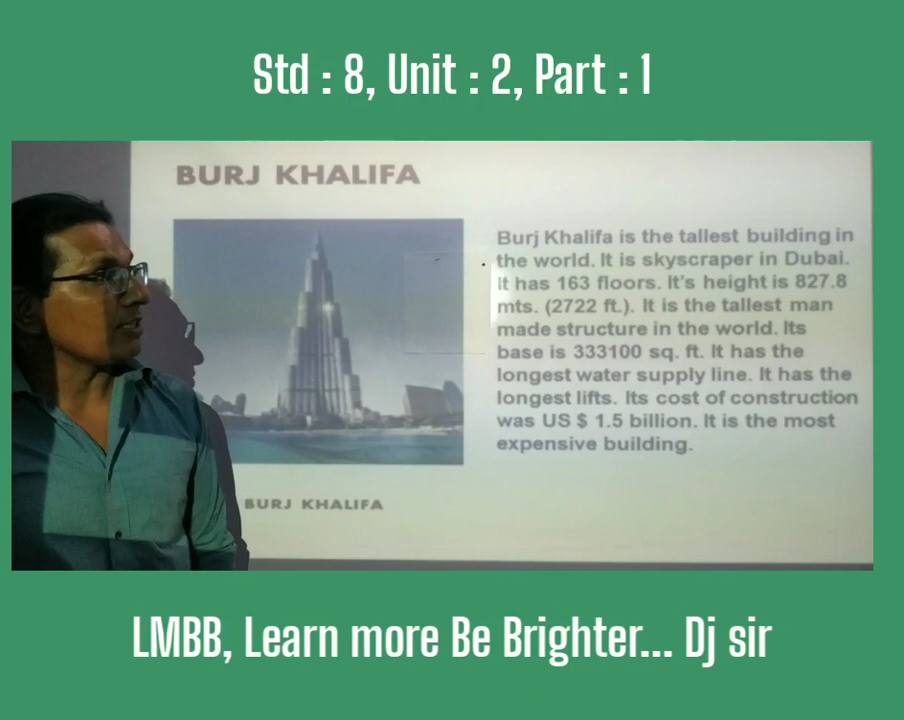 Std : 8, Unit : 2, Part : 1
BURJ KHALIFA
Burj Khalifa is the tallest building in
the world. It is skyscraper in Dubai.
It has 163 floors. It's height is 827.8
mts. (2722 ft.). It is the tallest man
made structure in the world. Its
base is 333100 sq. ft. It has the
longest water supply line. It has the
longest lifts. Its cost of construction
was US $ 1.5 billion. It is the most
expensive building.
BURJ KHALIFA
LMBB, Learn more Be Brighter... Dj sir